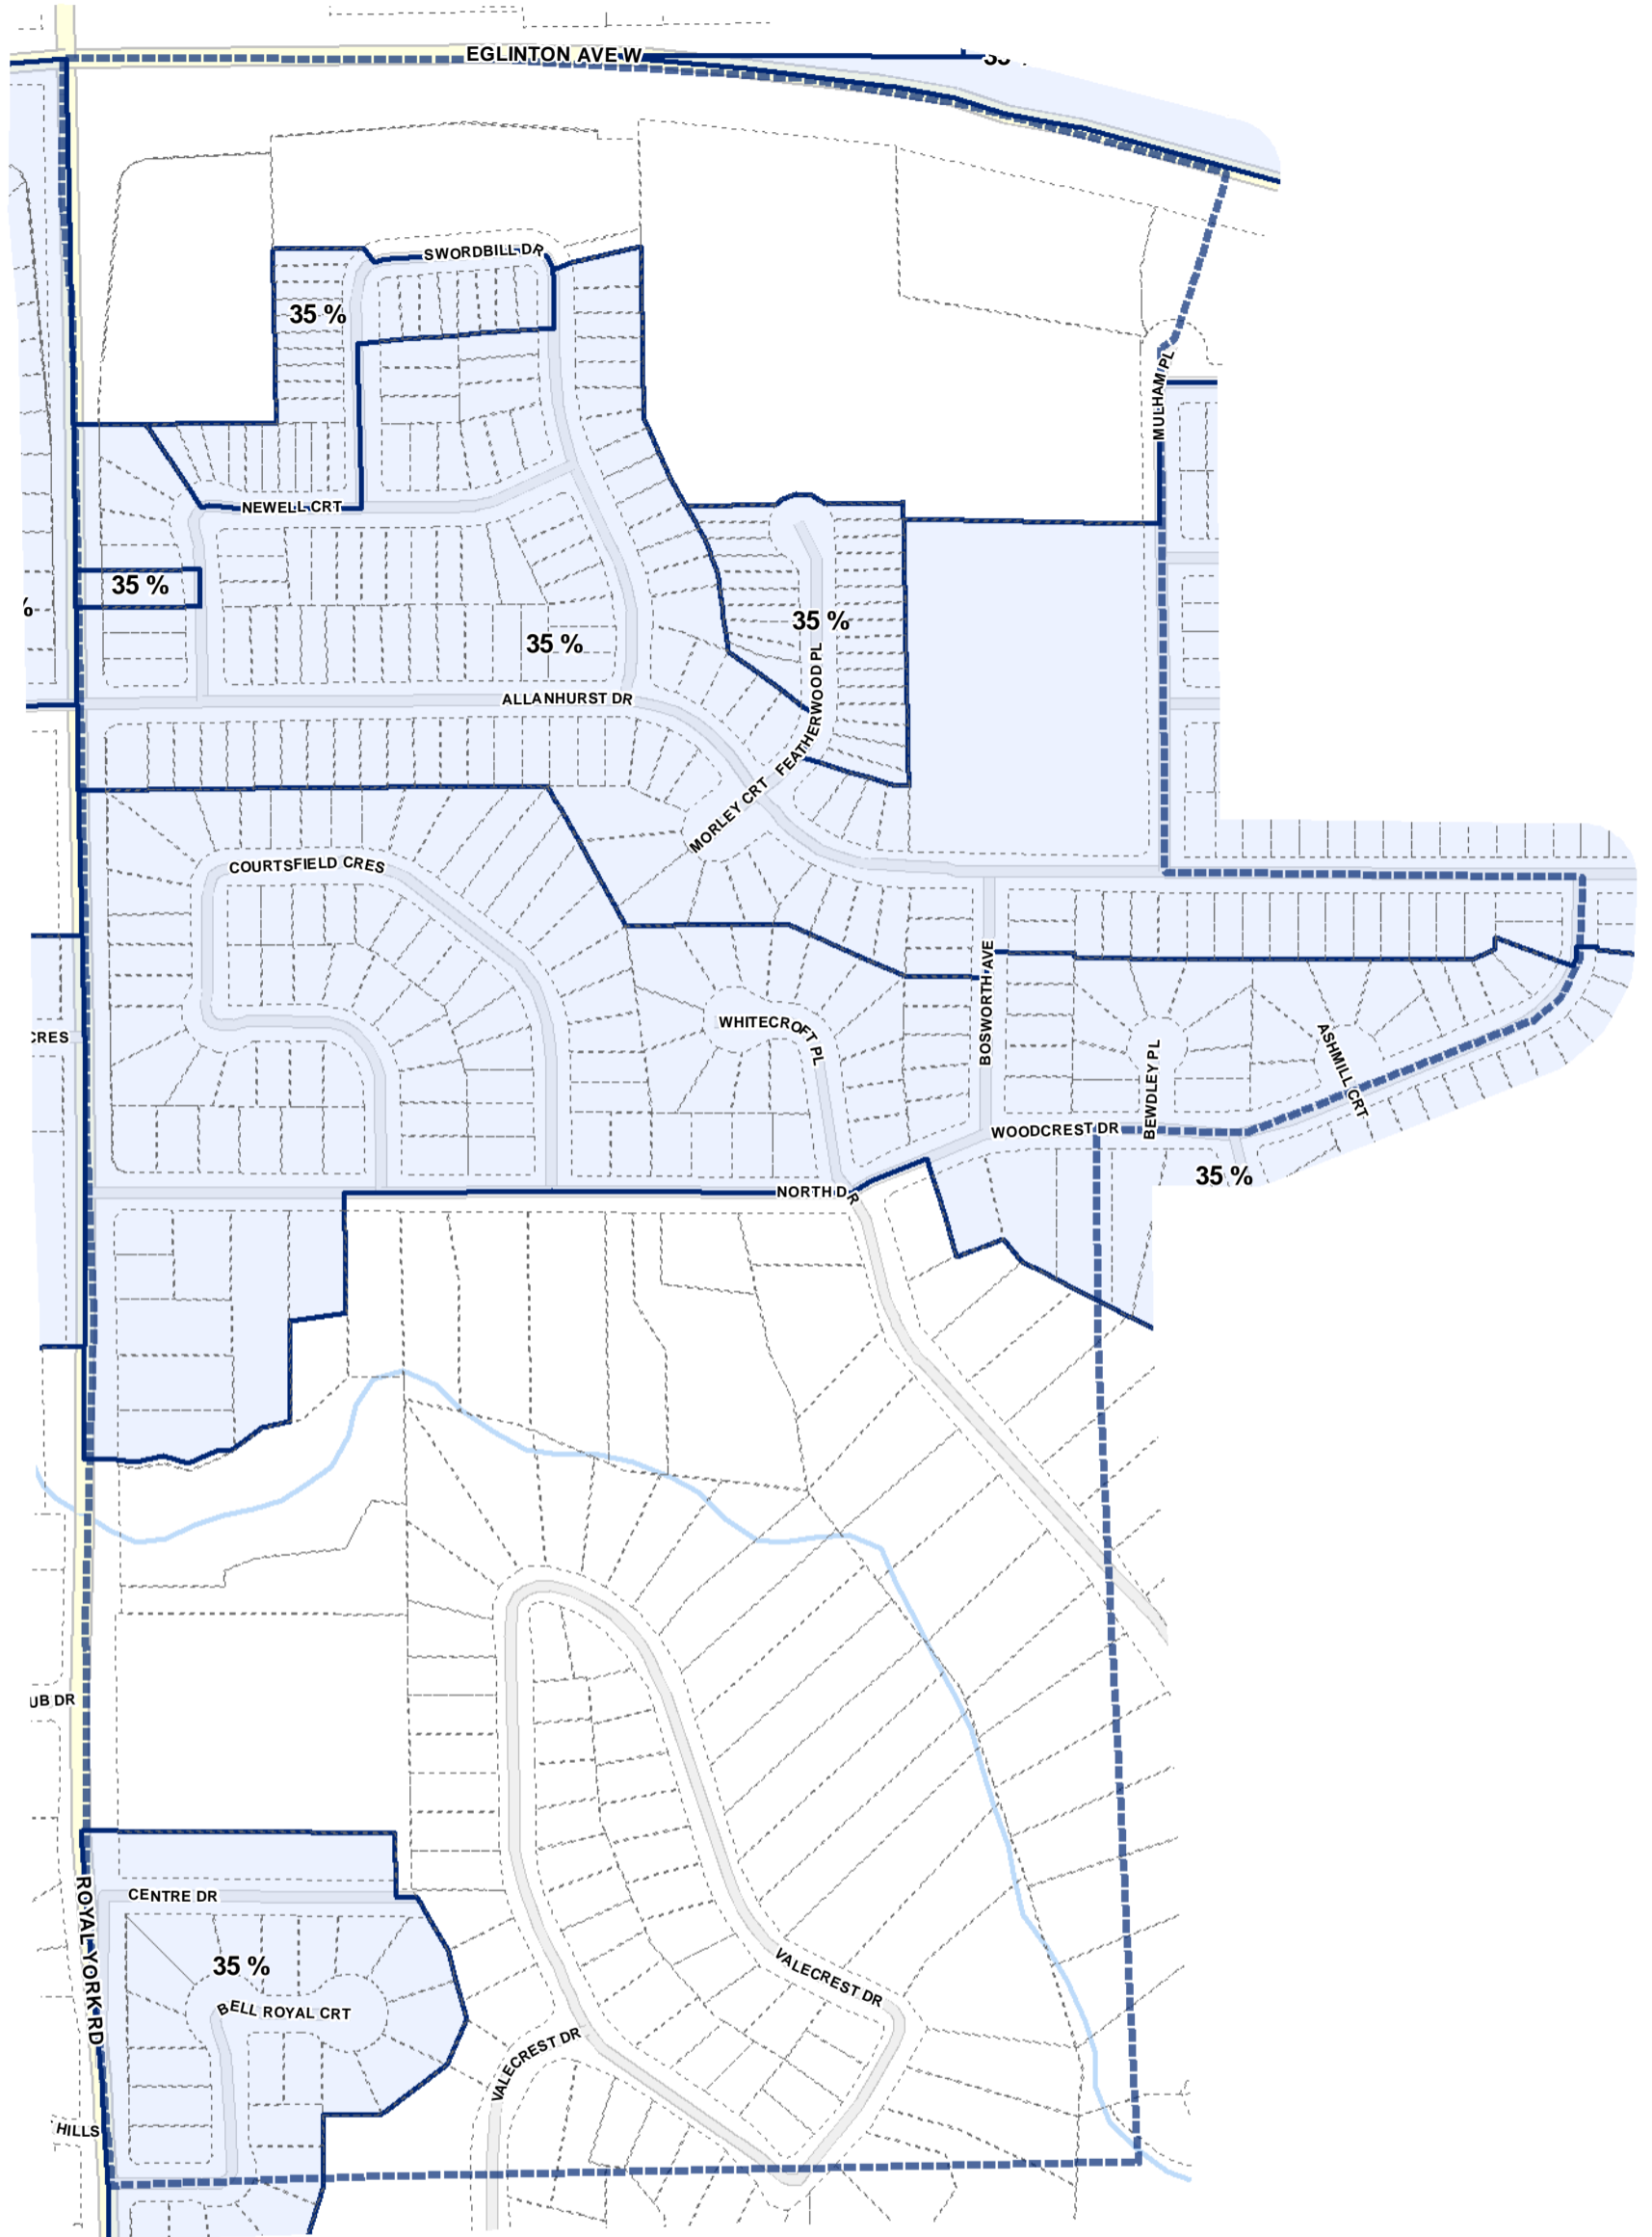 EGLINTON AVE W
SWORDBILL DR
35 %
MULHAM PL
NEWELL CRT
35 %
%
35 %
35 %
FEATHERWOOD PL
ALLANHURST DR
MORLEY CRT
COURTSFIELD CRES
WHITECROFT PL
BOSWORTH AVE
CRES
BEWDLEY PL
ASHMILL CRT
WOODCREST DR
35 %
NORTH DR
UB DR
ROYAL YORK RD
CENTRE DR
35 %
VALECREST DR
BELL ROYAL CRT
VALECREST DR
HILLS